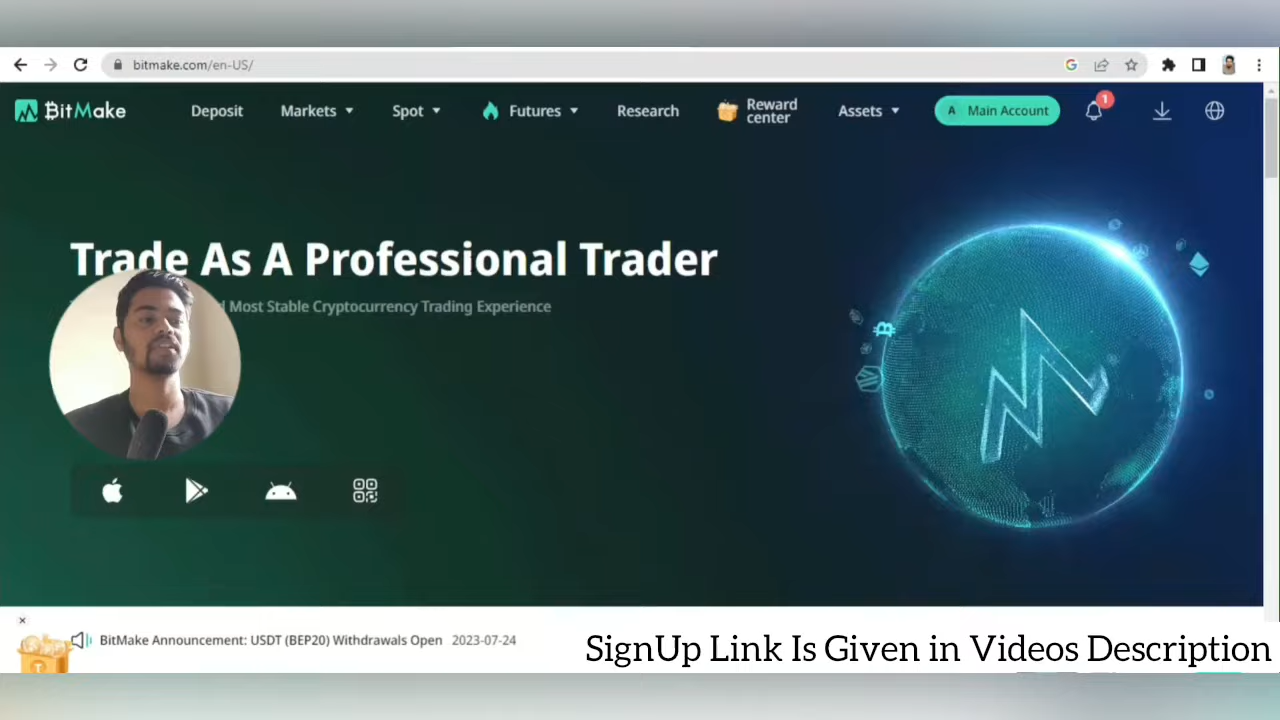 bitmake.com/en-US/
BitMake
Deposit
Markets
Spot
Futures
Research
Reward center
Assets
A Main Account
1
Trade As A Professional Trader
Most Stable Cryptocurrency Trading Experience
BitMake Announcement: USDT (BEP20) Withdrawals Open 2023-07-24
SignUp Link Is Given in Videos Description